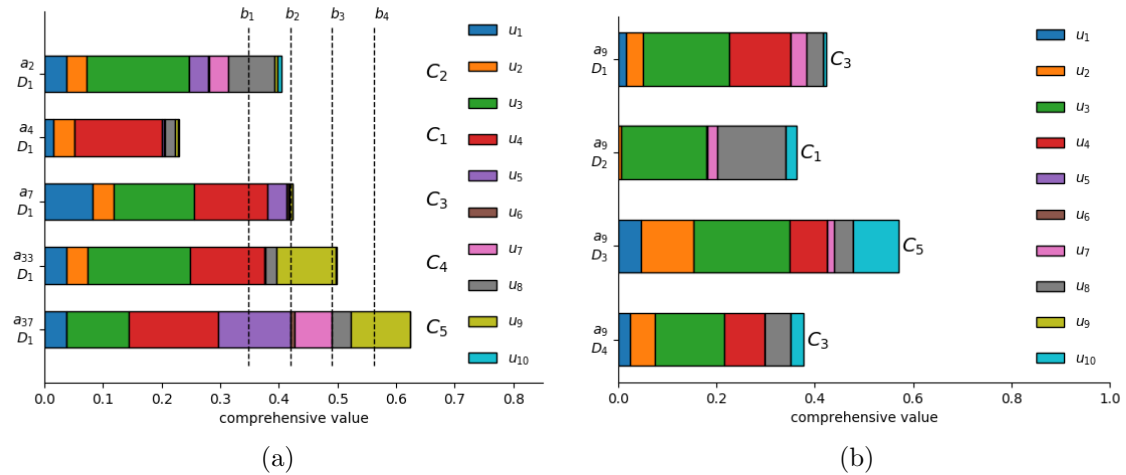 b1 b2 b3 b4
a2
D1
C2
a4
D1
C1
a7
D1
C3
a33
D1
C4
a37
D1
C5
u1
u2
u3
u4
u5
u6
u7
u8
u9
u10
0.0 0.1 0.2 0.3 0.4 0.5 0.6 0.7 0.8
comprehensive value
(a)
a9
D1
C3
a9
D2
C1
a9
D3
C5
a9
D4
C3
u1
u2
u3
u4
u5
u6
u7
u8
u9
u10
0.0 0.2 0.4 0.6 0.8 1.0
comprehensive value
(b)